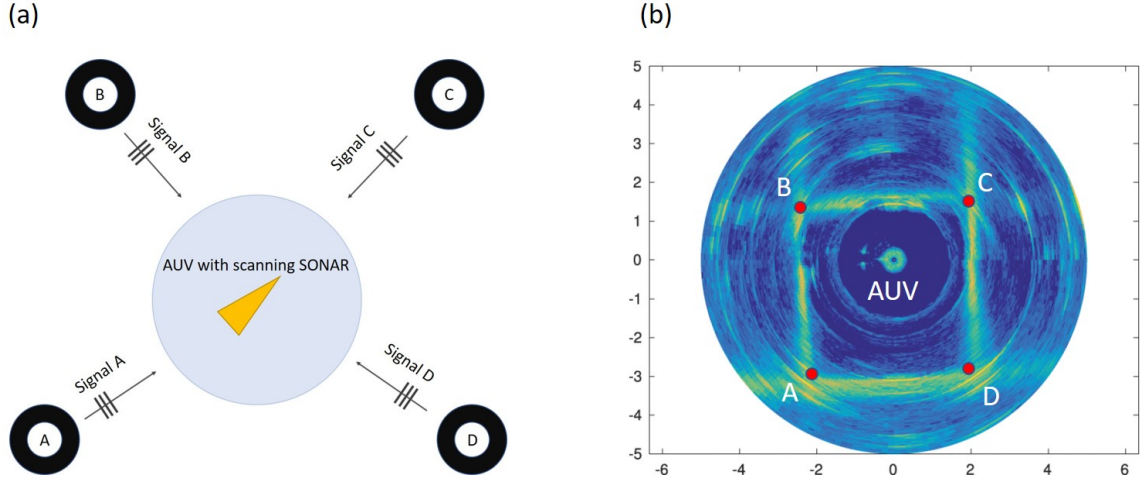 (a)
B
C
Signal B
Signal C
AUV with scanning SONAR
Signal A
Signal D
A
D
(b)
5
4
3
2
1
0
-1
-2
-3
-4
-5
B
C
AUV
A
D
-6
-4
-2
0
2
4
6